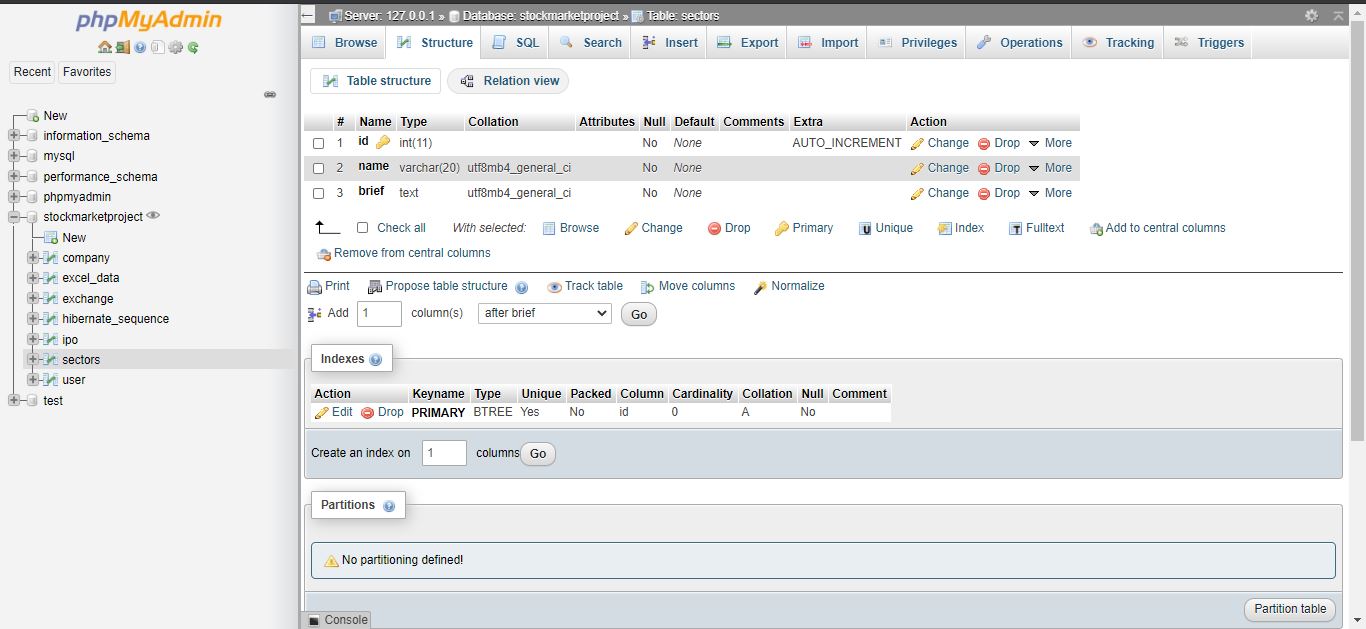 phpMyAdmin
Recent Favorites
New
information_schema
mysql
performance_schema
phpmyadmin
stockmarketproject
New
company
excel_data
exchange
hibernate_sequence
ipo
sectors
user
test
Server: 127.0.0.1 » Database: stockmarketproject » Table: sectors
Browse Structure SQL Search Insert Export Import Privileges Operations Tracking Triggers
Table structure Relation view
# Name Type Collation Attributes Null Default Comments Extra Action
1 id int(11) No None AUTO_INCREMENT Change Drop More
2 name varchar(20) utf8mb4_general_ci No None Change Drop More
3 brief text utf8mb4_general_ci No None Change Drop More
Check all With selected: Browse Change Drop Primary Unique Index Fulltext Add to central columns
Remove from central columns
Print Propose table structure Track table Move columns Normalize
Add 1 column(s) after brief Go
Indexes
Action Keyname Type Unique Packed Column Cardinality Collation Null Comment
Edit Drop PRIMARY BTREE Yes No id 0 A No
Create an index on 1 columns Go
Partitions
No partitioning defined!
Partition table
Console